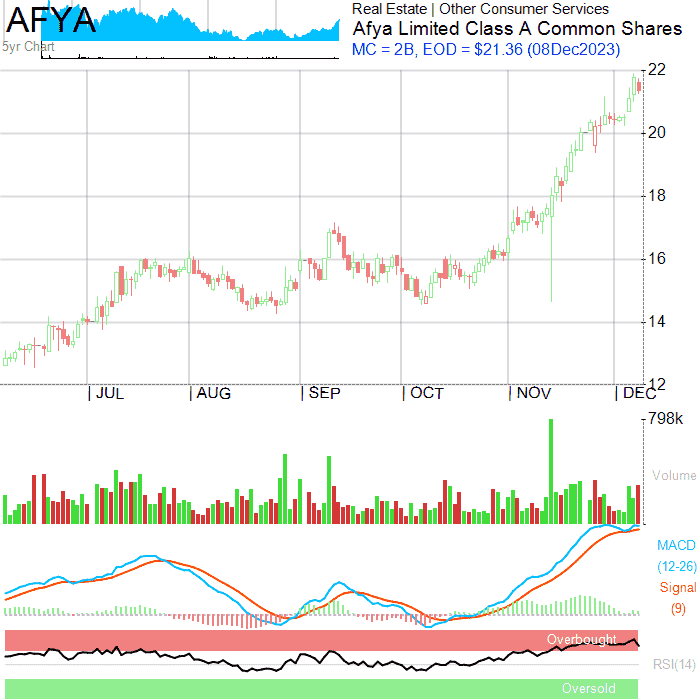 AFYA
5yr Chart
Real Estate | Other Consumer Services
Afya Limited Class A Common Shares
MC = 2B, EOD = $21.36 (08Dec2023)
22
20
18
16
14
12
JUL AUG SEP OCT NOV DEC
798k
Volume
MACD
(12-26)
Signal
(9)
Overbought
RSI(14)
Oversold